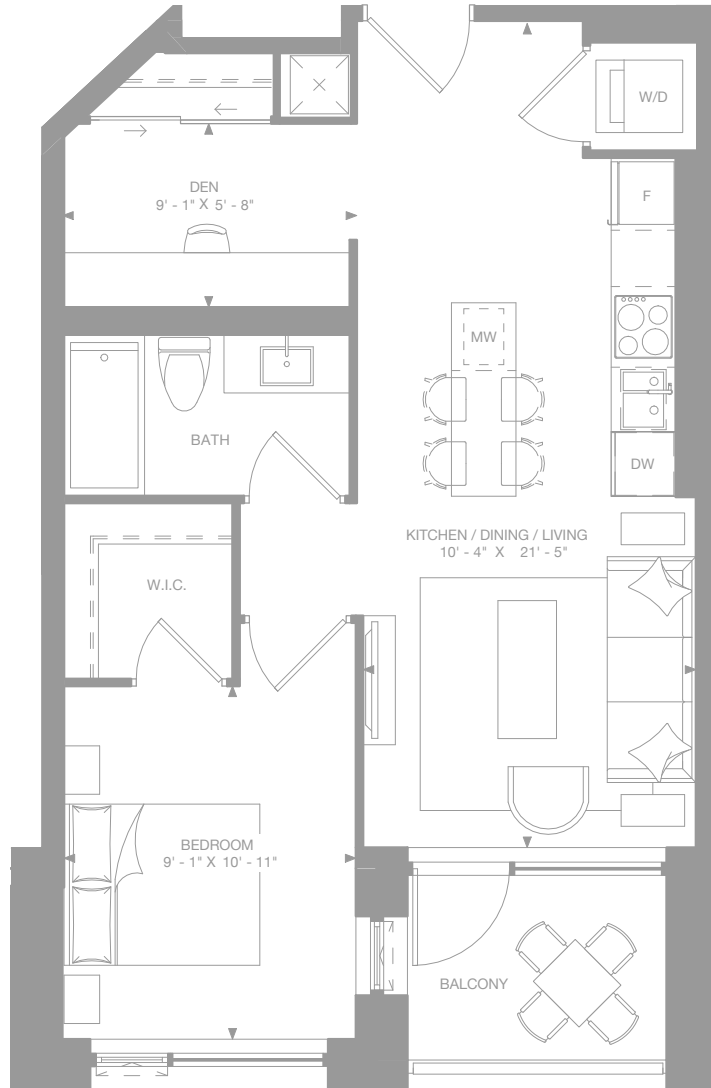 W/D
DEN
9' - 1" X 5' - 8"
F
MW
BATH
DW
KITCHEN / DINING / LIVING
10' - 4" X 21' - 5"
W.I.C.
BEDROOM
9' - 1" X 10' - 11"
BALCONY